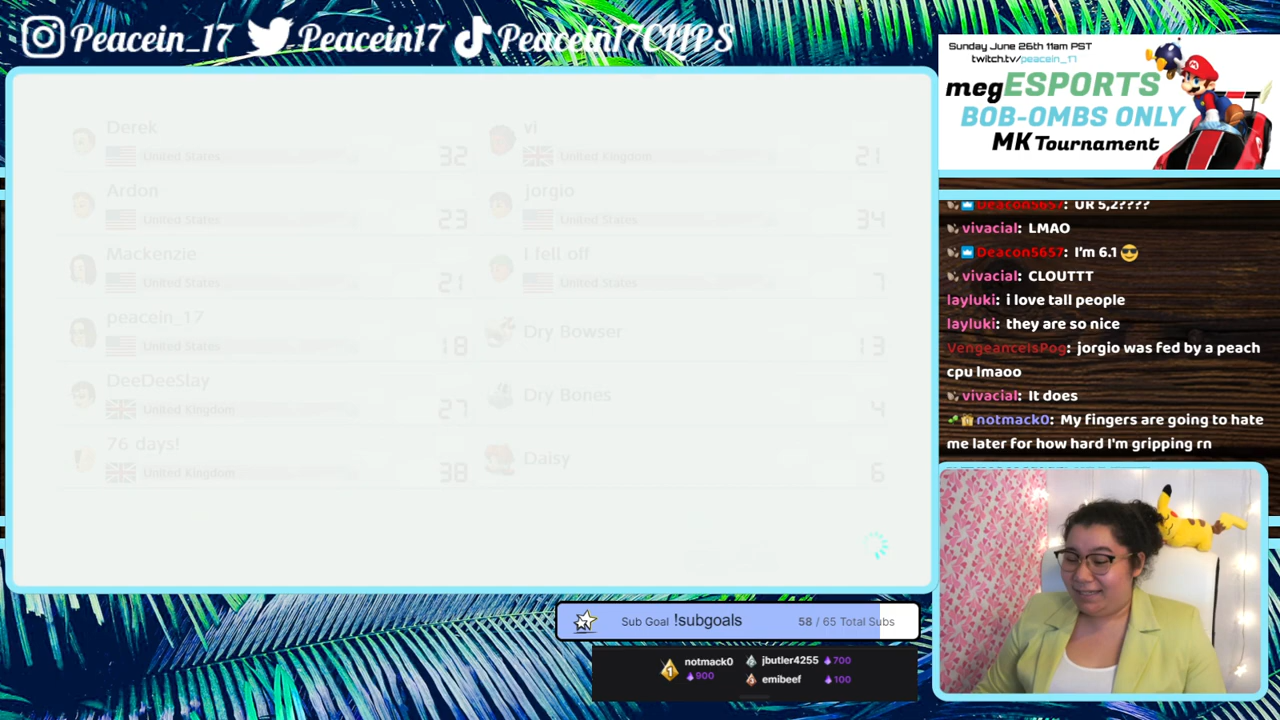 Peacein_17 Peacein17 Peacein17ClIPS
Sunday June 26th 11am PST
twitch.tv/peacein_17
megESPORTS
BOB-OMBS ONLY
MK Tournament
Derek
United States 32
Ardon
United States 23
Mackenzie
United States 21
peacein_17
United States 18
DeeDeeSlay
United Kingdom 27
76 days!
United Kingdom 38
vi
United Kingdom 21
Jorgio
United States 34
I fell off
United States 7
Dry Bowser 13
Dry Bones 4
Daisy 6
Deacon5657: UR 5,2????
vivacial: LMAO
Deacon5657: I'm 6.1
vivacial: CLOUTTT
layluki: i love tall people
layluki: they are so nice
VengeanceIsPog: jorgio was fed by a peach
cpu lmaoo
vivacial: It does
notmack0: My fingers are going to hate
me later for how hard I'm gripping rn
Sub Goal !subgoals 58 / 65 Total Subs
1 notmack0 900
2 jbutler4255 700
3 emibeef 100